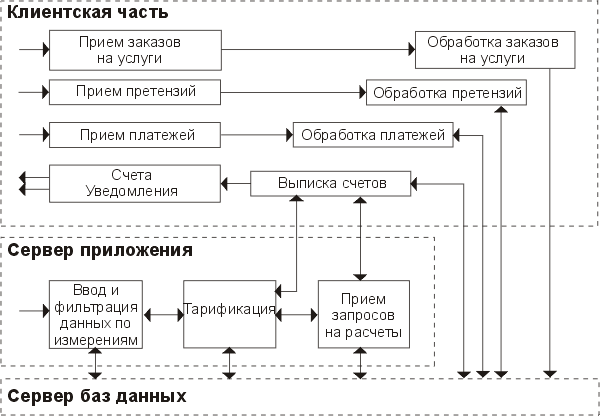 Клиентская часть
Прием заказов
на услуги
Обработка заказов
на услуги
Прием претензий
Обработка претензий
Прием платежей
Обработка платежей
Счета
Уведомления
Выписка счетов
Сервер приложения
Ввод и
фильтрация
данных по
измерениям
Тарификация
Прием
запросов
на расчеты
Сервер баз данных